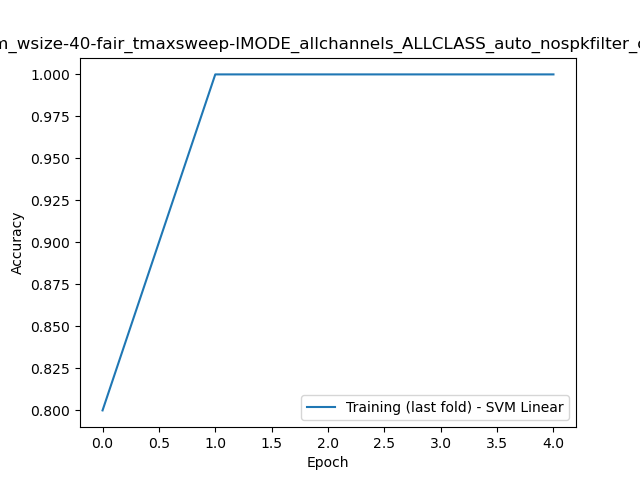 m_wsize-40-fair_tmaxsweep-IMODE_allchannels_ALLCLASS_auto_nospkfilter_c
1.000
0.975
0.950
0.925
0.900
0.875
0.850
0.825
0.800
Accuracy
Training (last fold) - SVM Linear
0.0 0.5 1.0 1.5 2.0 2.5 3.0 3.5 4.0
Epoch